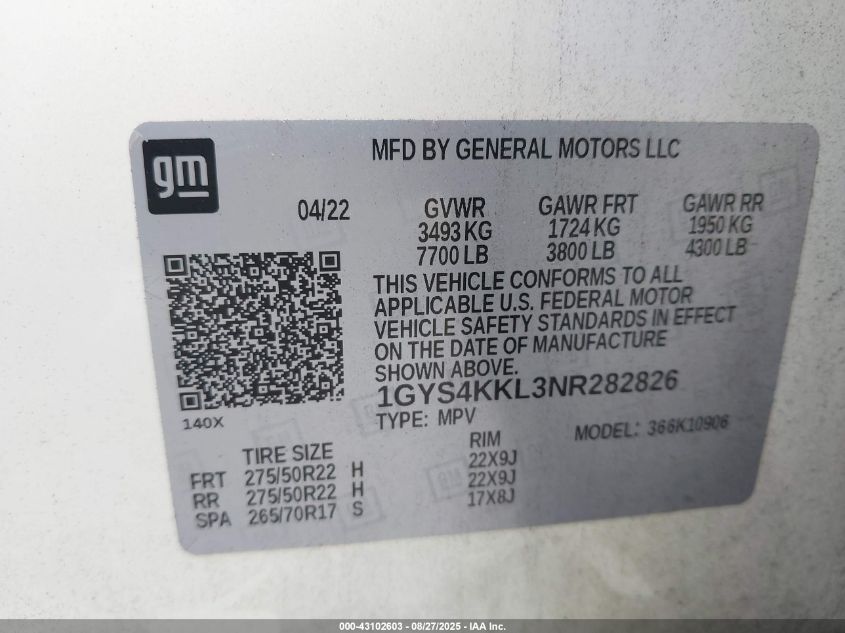 gm
MFD BY GENERAL MOTORS LLC
04/22
GVWR GAWR FRT GAWR RR
3493 KG 1724 KG 1950 KG
7700 LB 3800 LB 4300 LB
THIS VEHICLE CONFORMS TO ALL
APPLICABLE U.S. FEDERAL MOTOR
VEHICLE SAFETY STANDARDS IN EFFECT
ON THE DATE OF MANUFACTURE
SHOWN ABOVE.
1GYS4KKL3NR282826
140X
TYPE: MPV MODEL: 366K10906
TIRE SIZE RIM
FRT 275/50R22 H 22X9J
RR 275/50R22 H 22X9J
SPA 265/70R17 S 17X8J
000-43102603 - 08/27/2025 - IAA Inc.